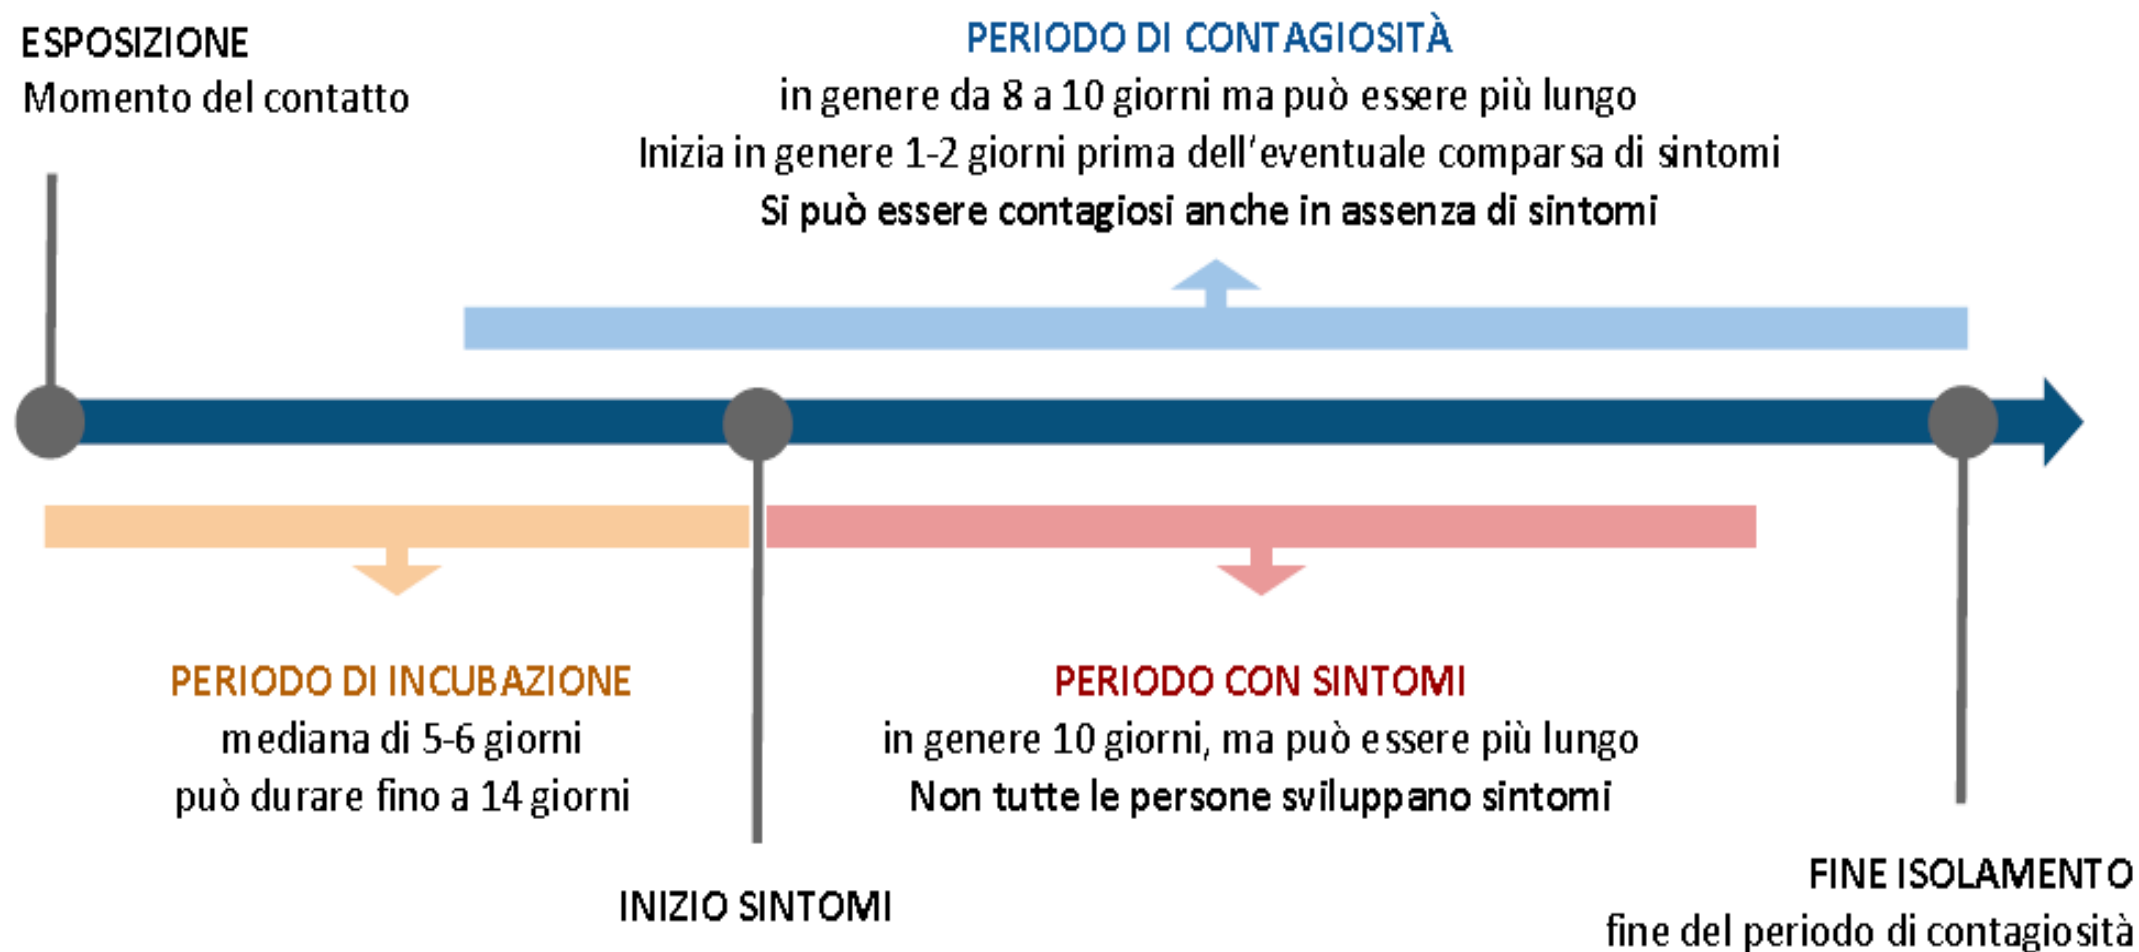 ESPOSIZIONE
Momento del contatto
PERIODO DI CONTAGIOSITÀ
in genere da 8 a 10 giorni ma può essere più lungo
Inizia in genere 1-2 giorni prima dell'eventuale comparsa di sintomi
Si può essere contagiosi anche in assenza di sintomi
PERIODO DI INCUBAZIONE
mediana di 5-6 giorni
può durare fino a 14 giorni
PERIODO CON SINTOMI
in genere 10 giorni, ma può essere più lungo
Non tutte le persone sviluppano sintomi
INIZIO SINTOMI
FINE ISOLAMENTO
fine del periodo di contagiosità